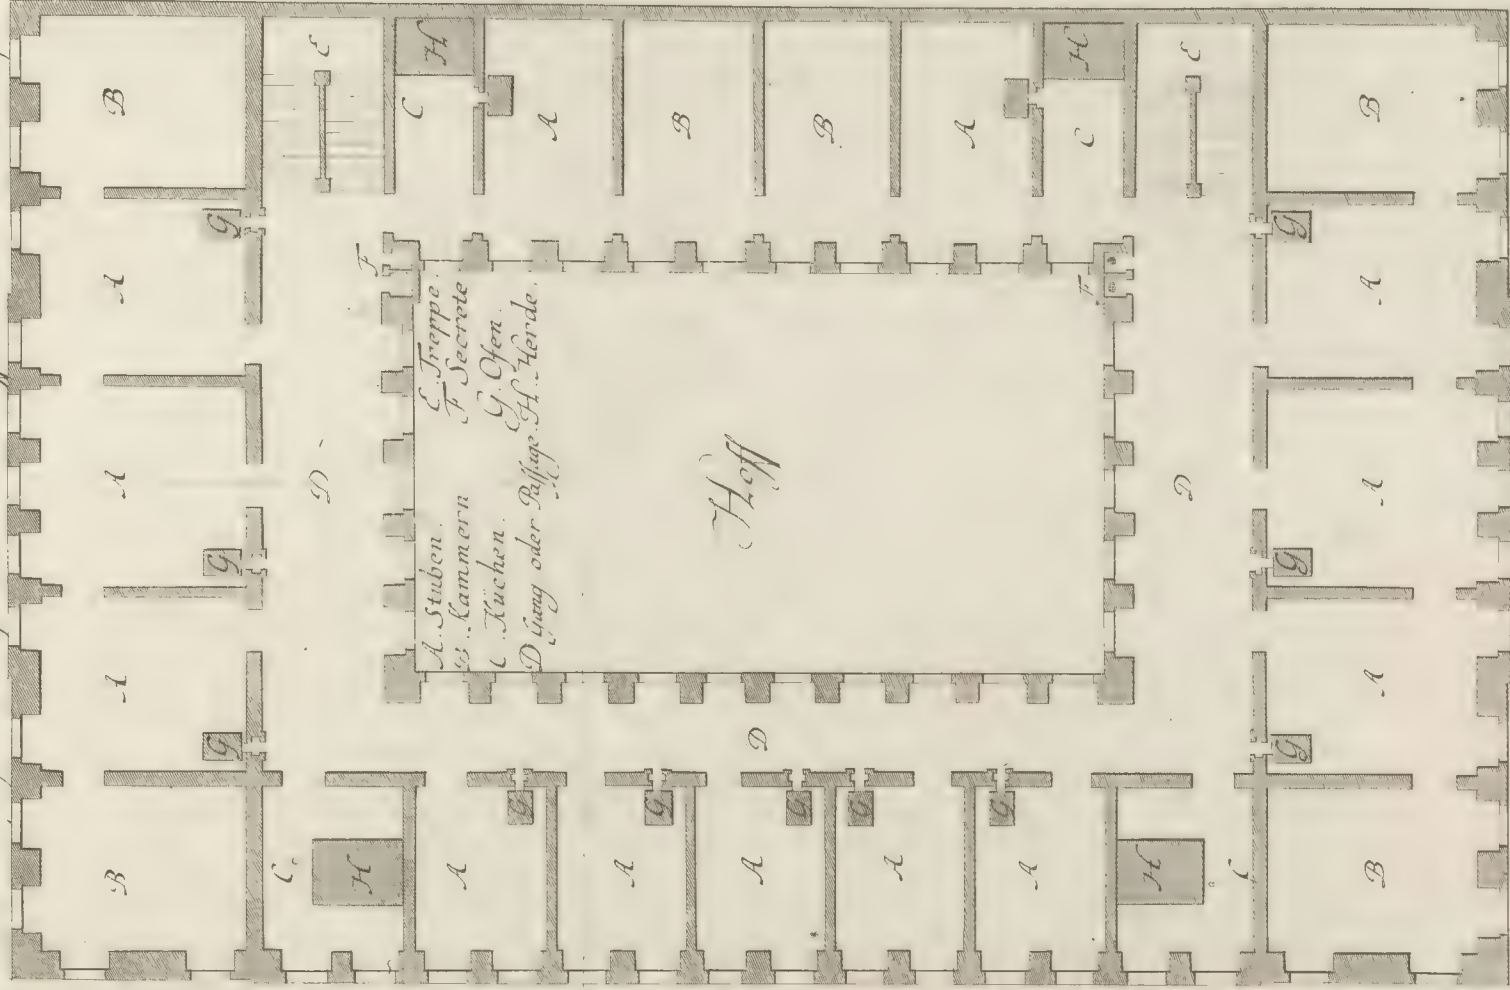 B
E
C
H
A
B
B
A
H
C
E
B
G
F
F
G
A
A
A. Stuben. E. Treppe.
B. Kammern F Secrete
C. Küchen. G. Ofen.
D Gang oder Passage. H. Herde.
Hoff
A
D
D
A
G
G
A
A
G
D
G
G
G
G
G
G
B
C
H
A
A
A
A
A
H
C
B